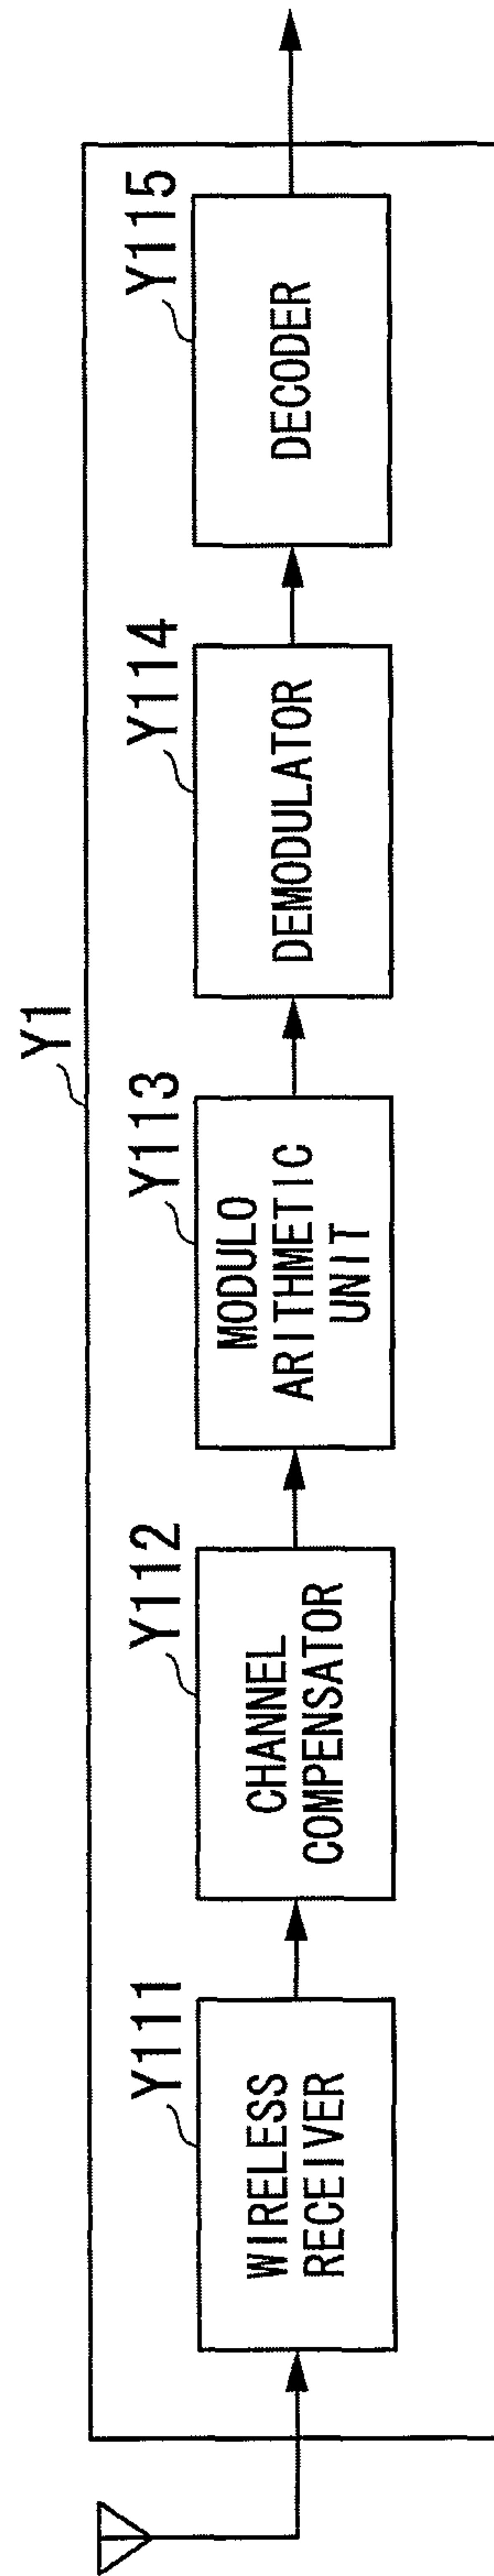 Y1
Y111
WIRELESS
RECEIVER
Y112
CHANNEL
COMPENSATOR
Y113
MODULO
ARITHMETIC
UNIT
Y114
DEMODULATOR
Y115
DECODER